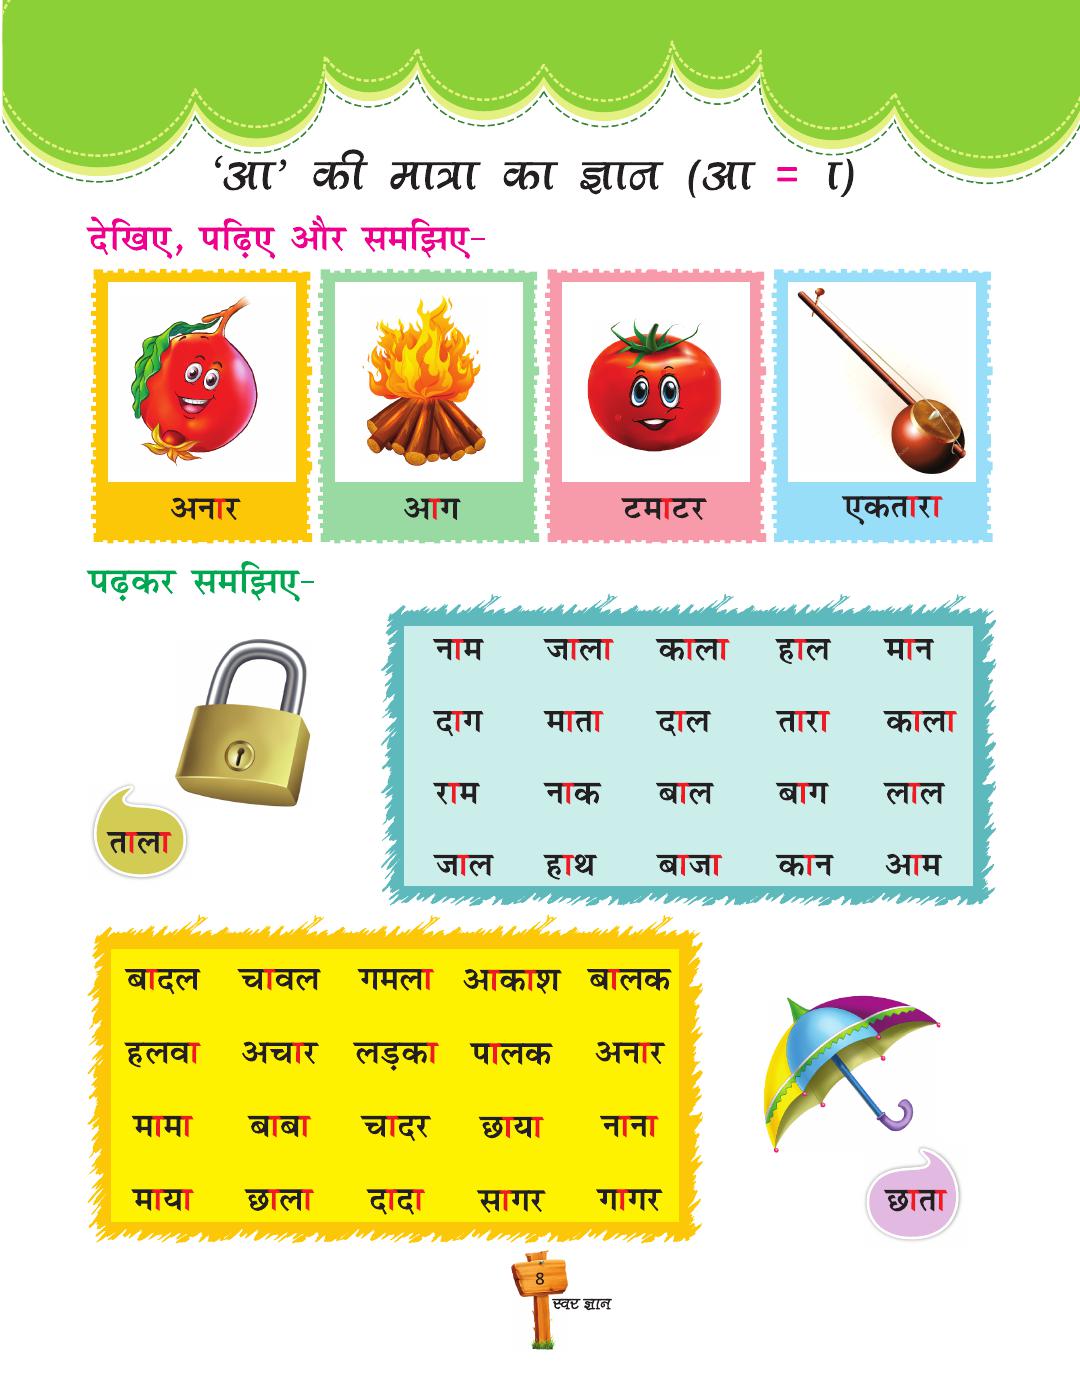 ‘आ’ की मात्रा का ज्ञान (आ = ा)
देखिए, पढ़िए और समझिए-
अनार आग टमाटर एकतारा
पढ़कर समझिए-
नाम जाला काला हाल मान
दाग माता दाल तारा काला
राम नाक बाल बाग लाल
जाल हाथ बाजा कान आम
ताला
बादल चावल गमला आकाश बालक
हलवा अचार लड़का पालक अनार
मामा बाबा चादर छाया नाना
माया छाला दादा सागर गागर
छाता
8
स्वर ज्ञान